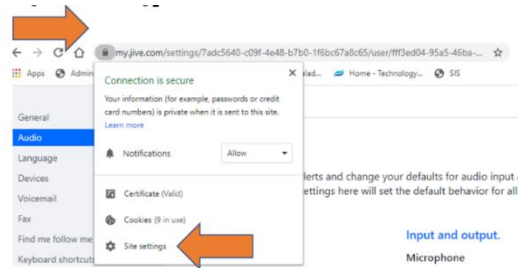 my.jive.com/settings/7adc5640-c09f-4e48-b7b0-1f6bc67a8c65/user/fff3ed04-95a5-46ba-...
Apps Admin ...lad... Home - Technology... SIS
Connection is secure
Your information (for example, passwords or credit
card numbers) is private when it is sent to this site.
Learn more
Notifications Allow
Certificate (Valid)
Cookies (9 in use)
Site settings
General
Audio
Language
Devices
Voicemail
Fax
Find me follow me
Keyboard shortcuts
lerts and change your defaults for audio input
ettings here will set the default behavior for all
Input and output.
Microphone